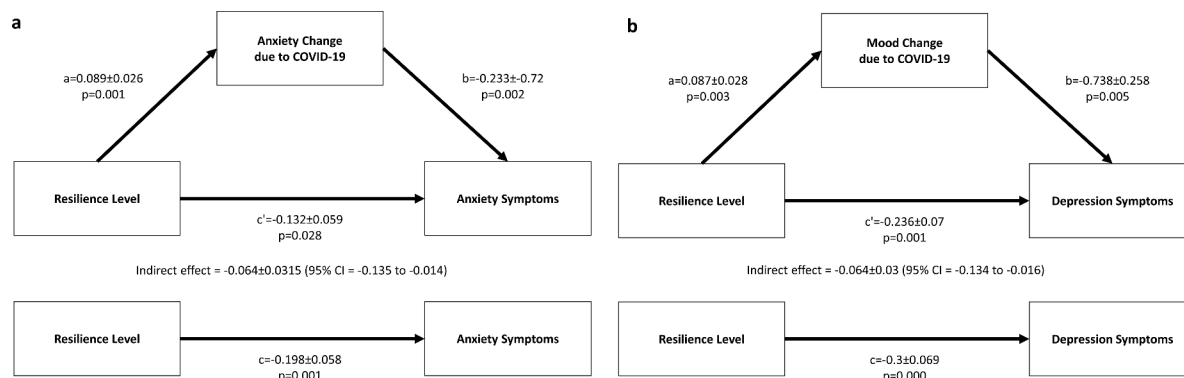 a
Anxiety Change
due to COVID-19
a=0.089±0.026
p=0.001
b=-0.233±-0.72
p=0.002
Resilience Level
Anxiety Symptoms
c'=-0.132±0.059
p=0.028
Indirect effect = -0.064±0.0315 (95% CI = -0.135 to -0.014)
Resilience Level
Anxiety Symptoms
c=-0.198±0.058
p=0.001
b
Mood Change
due to COVID-19
a=0.087±0.028
p=0.003
b=-0.738±0.258
p=0.005
Resilience Level
Depression Symptoms
c'=-0.236±0.07
p=0.001
Indirect effect = -0.064±0.03 (95% CI = -0.134 to -0.016)
Resilience Level
Depression Symptoms
c=-0.3±0.069
p=0.000